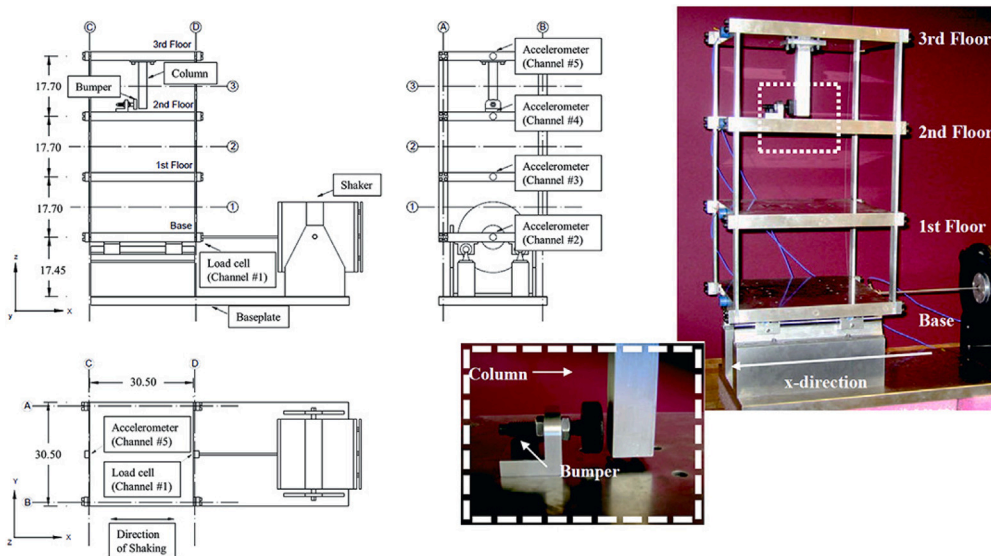 C
D
3rd Floor
Column
Bumper
17.70
3
2nd Floor
17.70
2
1st Floor
17.70
1
Base
Shaker
17.45
Load cell
(Channel #1)
Baseplate
z
y
x
A
B
Accelerometer
(Channel #5)
3
Accelerometer
(Channel #4)
2
Accelerometer
(Channel #3)
1
Accelerometer
(Channel #2)
3rd Floor
2nd Floor
1st Floor
Base
x-direction
C
D
30.50
A
Accelerometer
(Channel #5)
30.50
Load cell
(Channel #1)
B
Y
Z
X
Direction
of Shaking
Column
Bumper